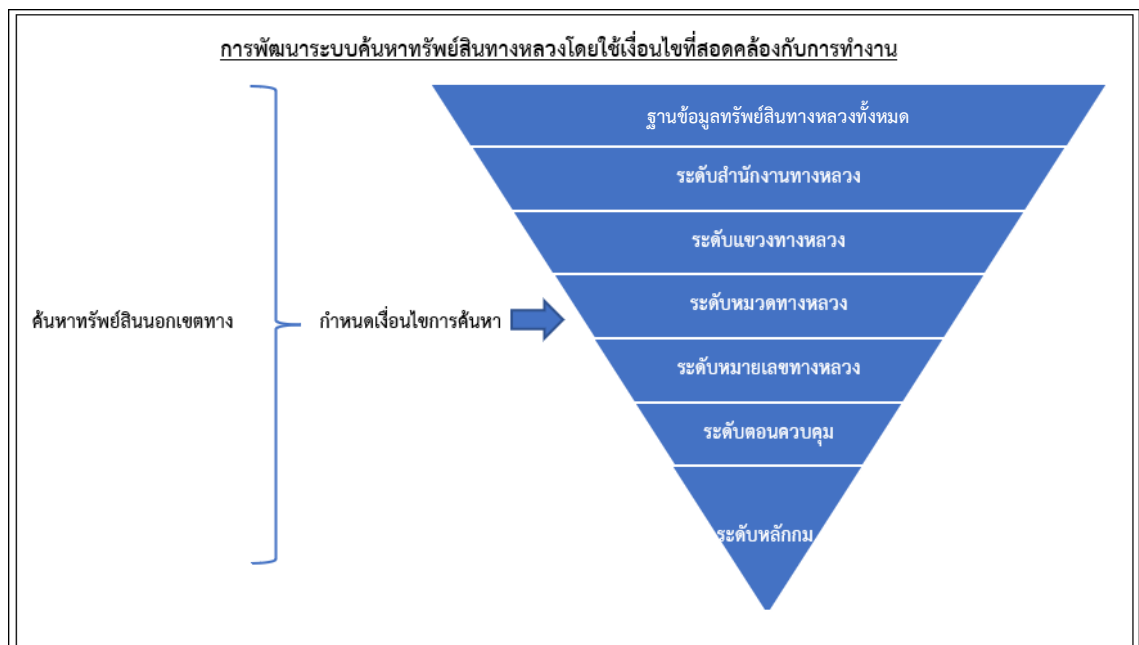 การพัฒนาระบบค้นหาทรัพย์สินทางหลวงโดยใช้เงื่อนไขที่สอดคล้องกับการทำงาน
ฐานข้อมูลทรัพย์สินทางหลวงทั้งหมด
ระดับสำนักงานทางหลวง
ระดับแขวงทางหลวง
ระดับหมวดทางหลวง
ค้นหาทรัพย์สินนอกเขตทาง
กำหนดเงื่อนไขการค้นหา
ระดับหมายเลขทางหลวง
ระดับตอนควบคุม
ระดับหลักกม